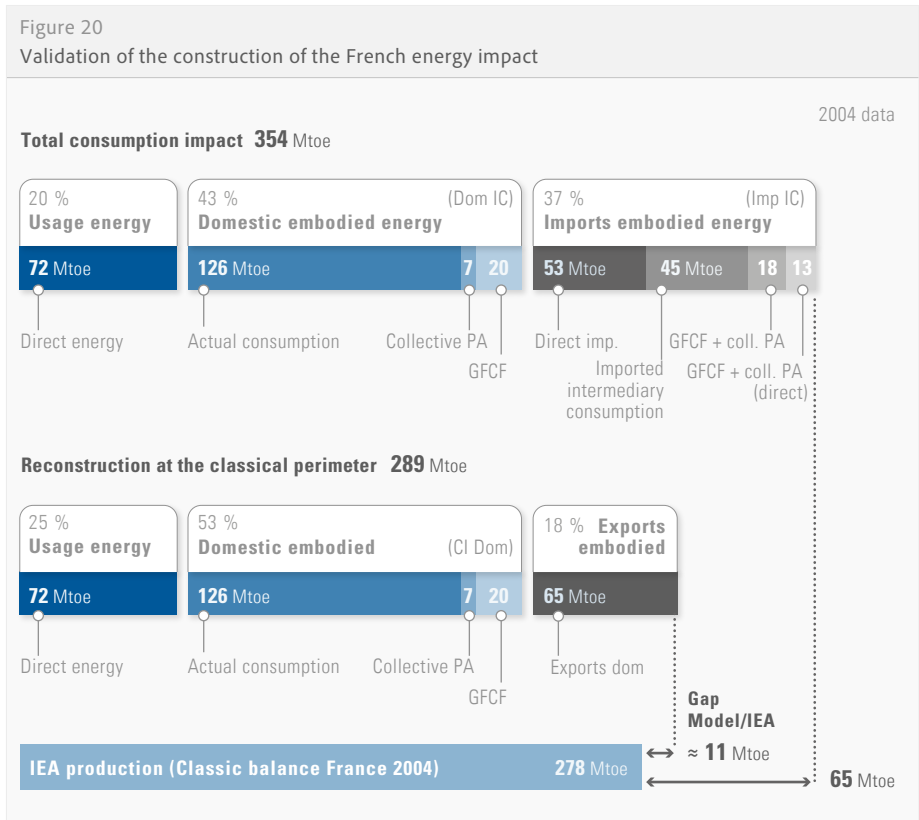 Figure 20
Validation of the construction of the French energy impact
2004 data
Total consumption impact 354 Mtoe
20 %
Usage energy
43 % (Dom IC)
Domestic embodied energy
37 % (Imp IC)
Imports embodied energy
72 Mtoe 126 Mtoe 7 20 53 Mtoe 45 Mtoe 18 13
Direct energy Actual consumption Collective PA Direct imp. GFCF + coll. PA
GFCF
Imported
intermediary
consumption
GFCF + coll. PA
(direct)
Reconstruction at the classical perimeter 289 Mtoe
25 %
Usage energy
53 %
Domestic embodied (CI Dom)
18 % Exports
embodied
72 Mtoe 126 Mtoe 7 20 65 Mtoe
Direct energy Actual consumption Collective PA Exports dom
GFCF
Gap
Model/IEA
≈ 11 Mtoe
IEA production (Classic balance France 2004) 278 Mtoe
65 Mtoe